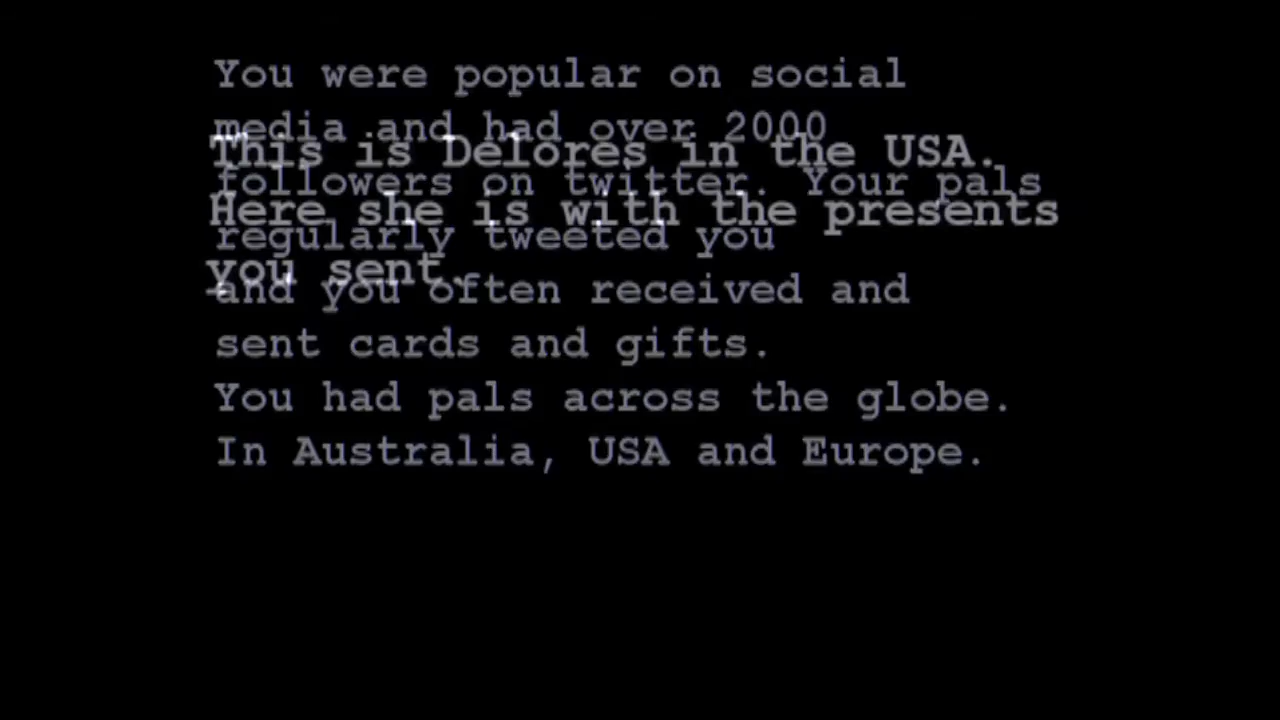 You were popular on social
media and had over 2000
followers on twitter. Your pals
regularly tweeted you
and you often received and
sent cards and gifts.
You had pals across the globe.
In Australia, USA and Europe.
This is Delores in the USA.
Here she is with the presents
you sent.